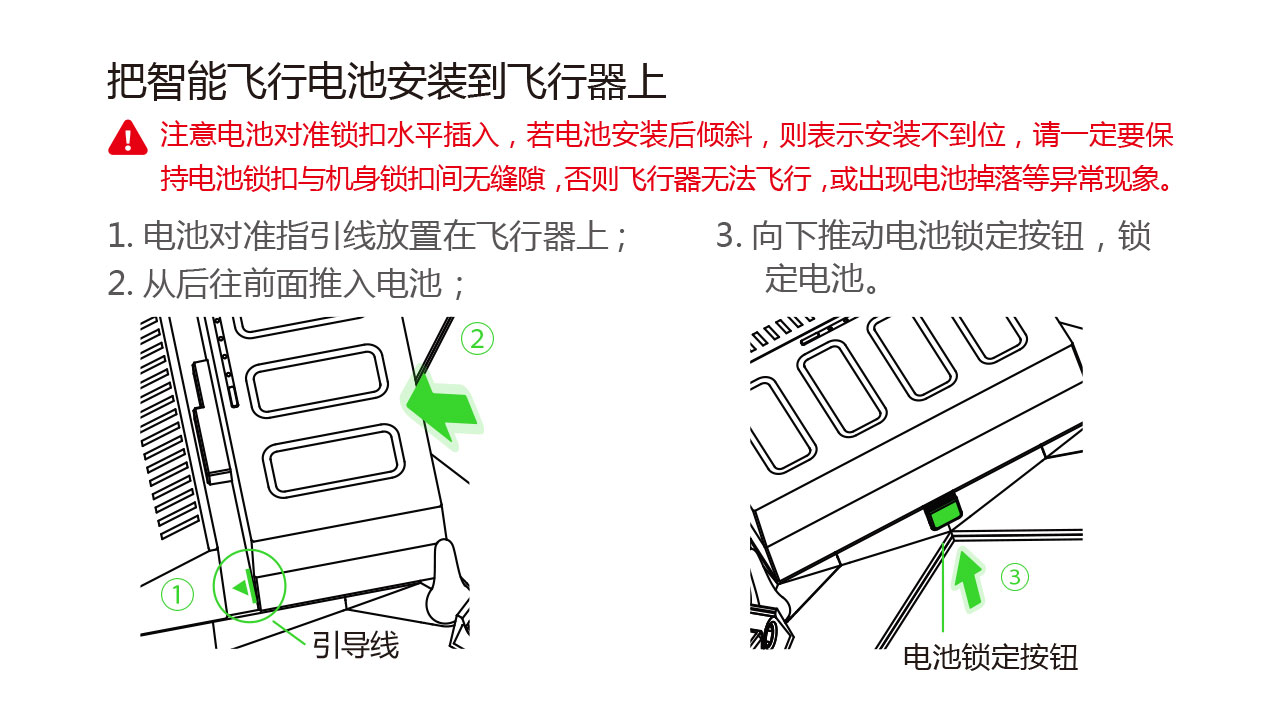 把智能飞行电池安装到飞行器上
注意电池对准锁扣水平插入，若电池安装后倾斜，则表示安装不到位，请一定要保
持电池锁扣与机身锁扣间无缝隙，否则飞行器无法飞行，或出现电池掉落等异常现象。
1. 电池对准指引线放置在飞行器上；
2. 从后往前面推入电池；
3. 向下推动电池锁定按钮，锁
定电池。
②
①
引导线
③
电池锁定按钮